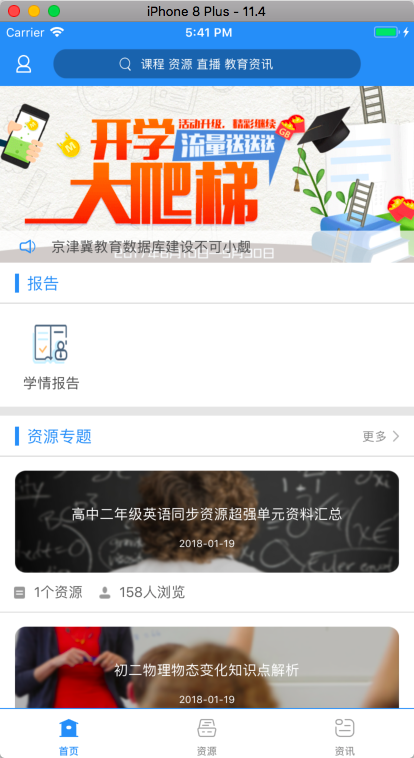 iPhone 8 Plus - 11.4
Carrier 5:41 PM
课程 资源 直播 教育资讯
活动升级，精彩继续
开学
流量送送送
大爬梯
M
GB
京津冀教育数据库建设不可小觑
报告
学情报告
资源专题 更多
高中二年级英语同步资源超强单元资料汇总
2018-01-19
1个资源 158人浏览
初二物理物态变化知识点解析
2018-01-19
首页 资源 资讯